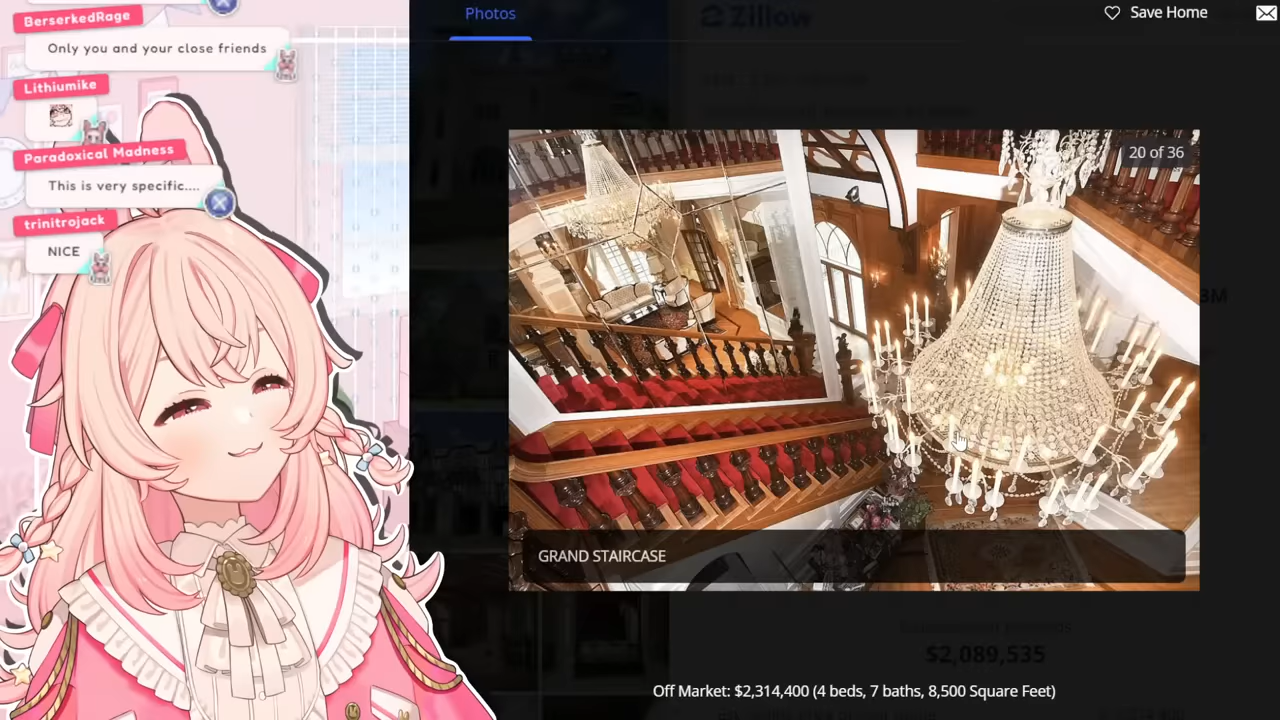 BerserkedRage
Only you and your close friends
Lithiumike
Paradoxical Madness
This is very specific....
trinitrojack
NICE
Photos
Zillow
Save Home
20 of 36
GRAND STAIRCASE
$2,089,535
Off Market: $2,314,400 (4 beds, 7 baths, 8,500 Square Feet)